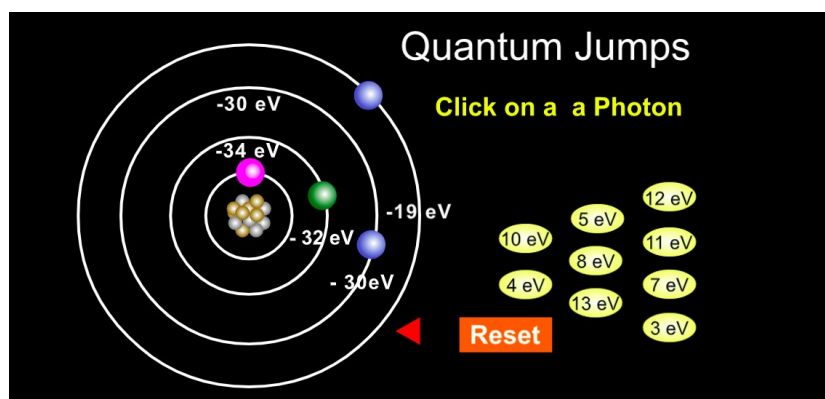 Quantum Jumps
-30 eV
Click on a  a Photon
-34 eV
12 eV
-19 eV
5 eV
- 32 eV
10 eV
11 eV
8 eV
- 30eV
4 eV
7 eV
13 eV
Reset
3 eV